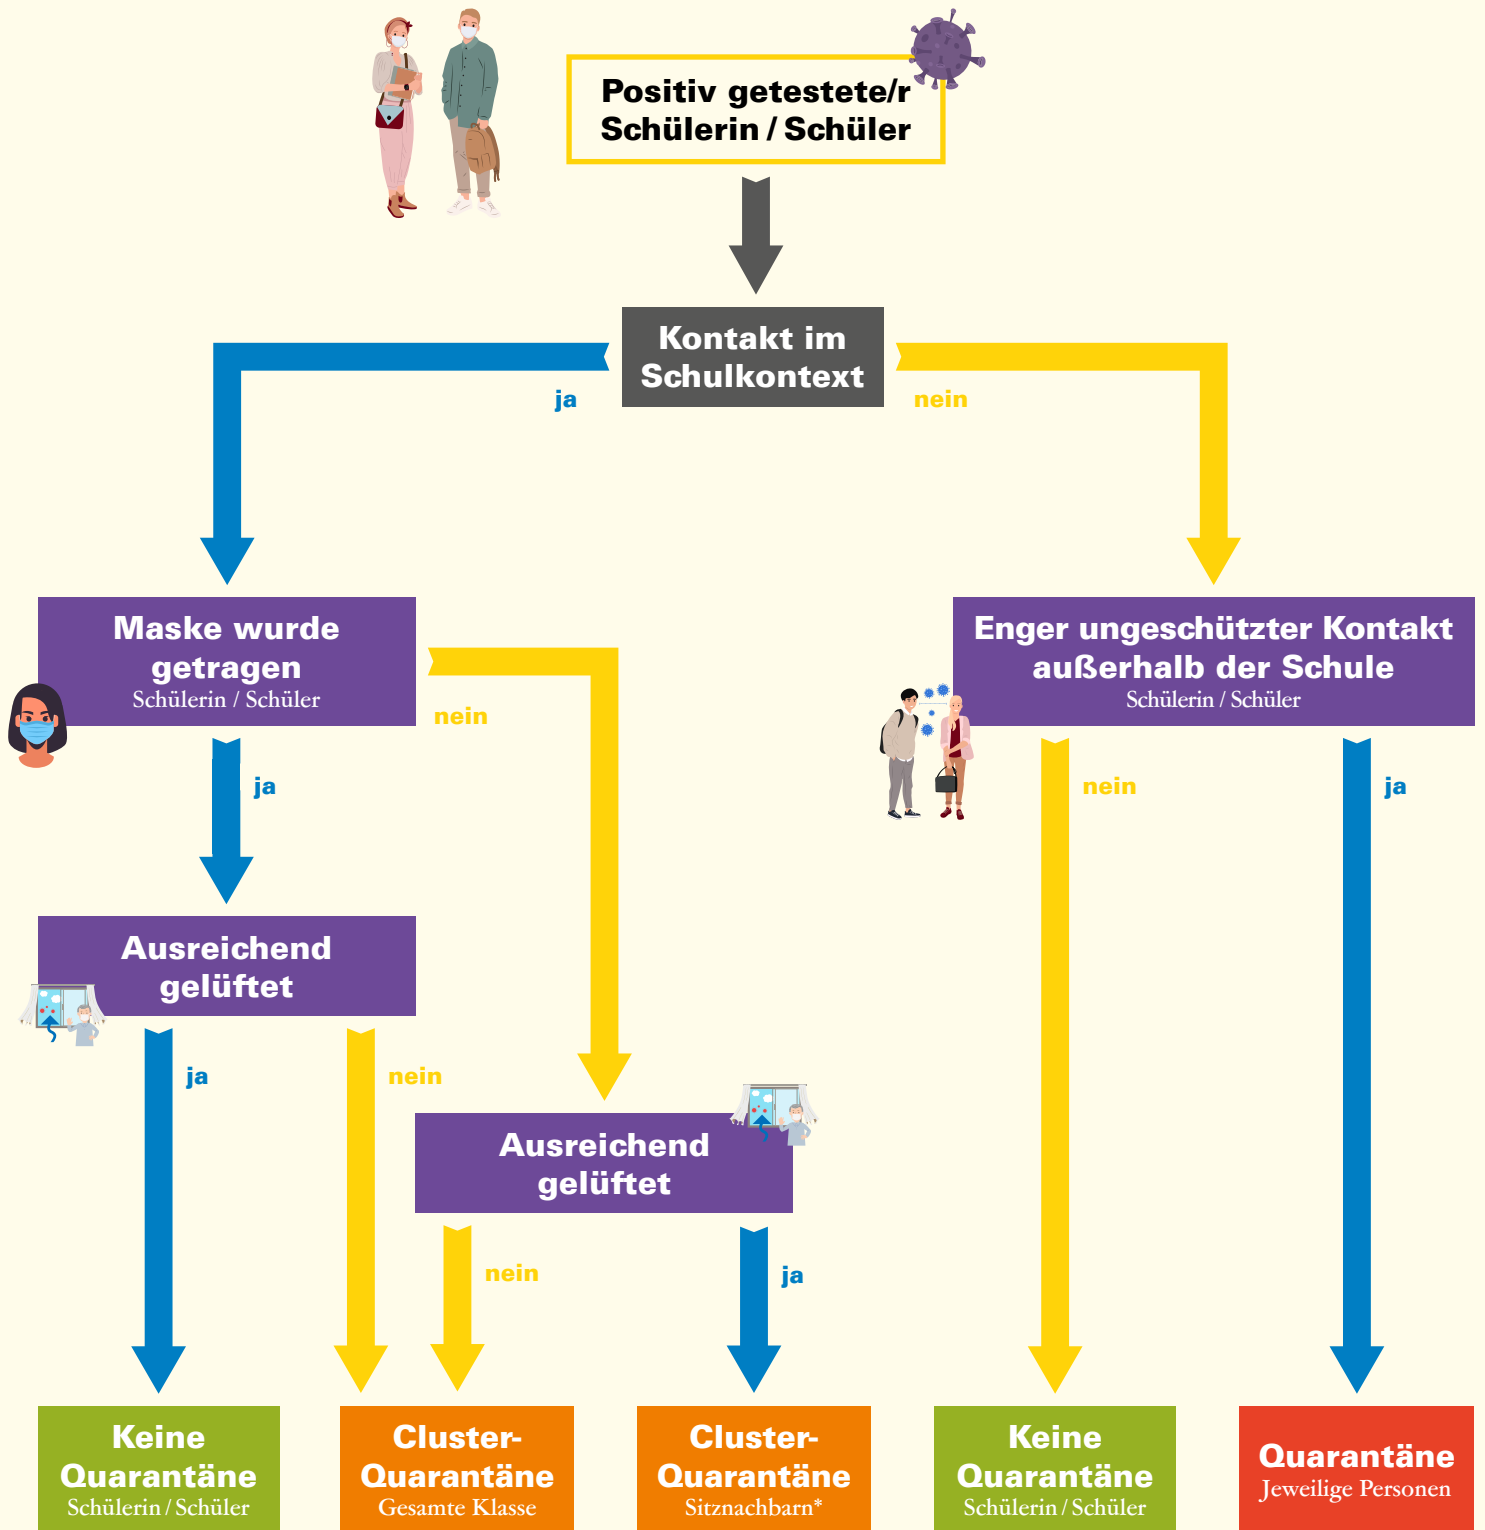 Positiv getestete/r
Schülerin / Schüler
Kontakt im
Schulkontext
ja
nein
Maske wurde
getragen
Schülerin / Schüler
Enger ungeschützter Kontakt
außerhalb der Schule
Schülerin / Schüler
nein
ja
nein
ja
Ausreichend
gelüftet
ja
nein
Ausreichend
gelüftet
nein
ja
Keine
Quarantäne
Schülerin / Schüler
Cluster-
Quarantäne
Gesamte Klasse
Cluster-
Quarantäne
Sitznachbarn*
Keine
Quarantäne
Schülerin / Schüler
Quarantäne
Jeweilige Personen